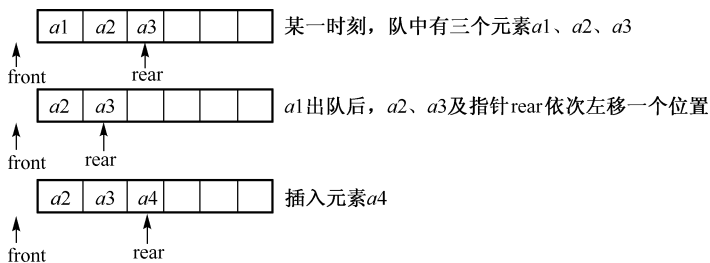 a1 a2 a3 某一时刻，队中有三个元素a1、a2、a3
front rear
a2 a3 a1出队后，a2、a3及指针rear依次左移一个位置
front rear
a2 a3 a4 插入元素a4
front rear